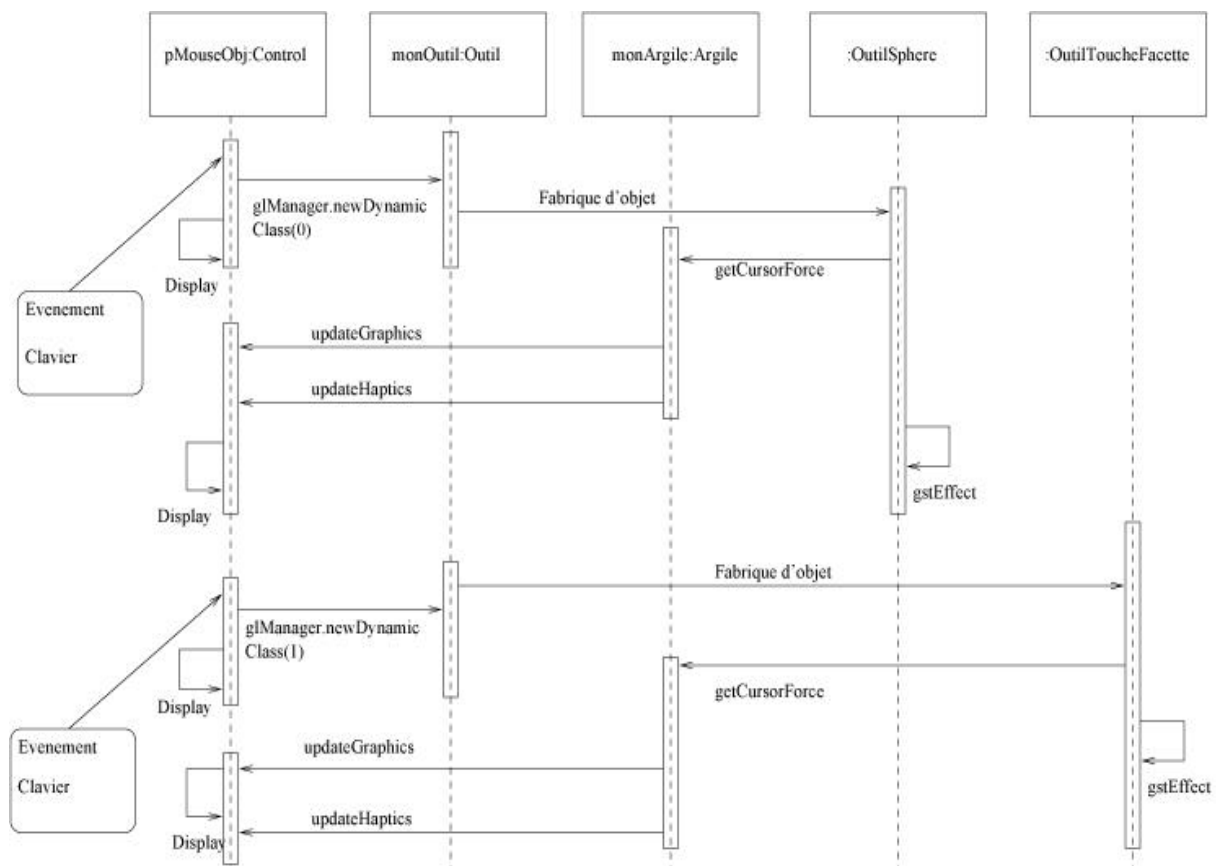 pMouseObj:Control
monOutil:Outil
monArgile:Argile
:OutilSphere
:OutilToucheFacette
glManager.newDynamic
Class(0)
Fabrique d'objet
getCursorForce
Display
Evenement
Clavier
updateGraphics
updateHaptics
gstEffect
Display
Fabrique d'objet
glManager.newDynamic
Class(1)
getCursorForce
Display
Evenement
Clavier
updateGraphics
gstEffect
updateHaptics
Display